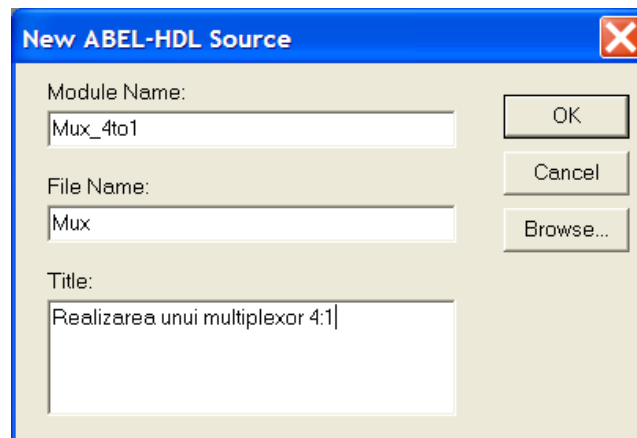 New ABEL-HDL Source
Module Name:
Mux_4to1
OK
Cancel
File Name:
Mux
Browse...
Title:
Realizarea unui multiplexor 4:1